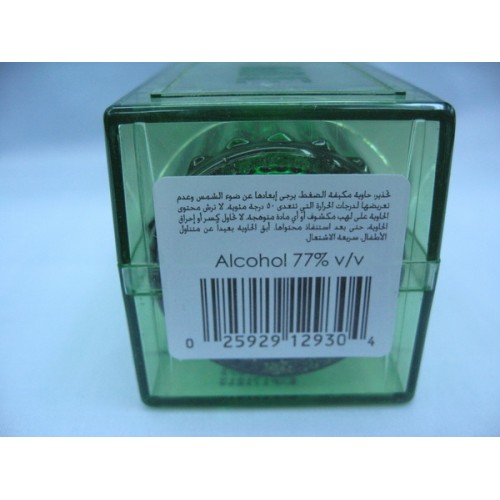 تحذير: حاوية مكيفة الضغط، يرجى إبعادها عن ضوء الشمس وعدم
تعريضها لدرجات الحرارة التي تتعدى ٥٠ درجة مئوية. لا ترش محتوى
الحاوية على لهب مكشوف أو أي مادة متوهجة. لا تحاول كسر أو إحراق
الحاوية، حتى بعد استنفاذ محتواها. أبق الحاوية بعيداً عن متناول
الأطفال. سريعة الاشتعال.
Alcohol 77% v/v
0 25929 12930 4